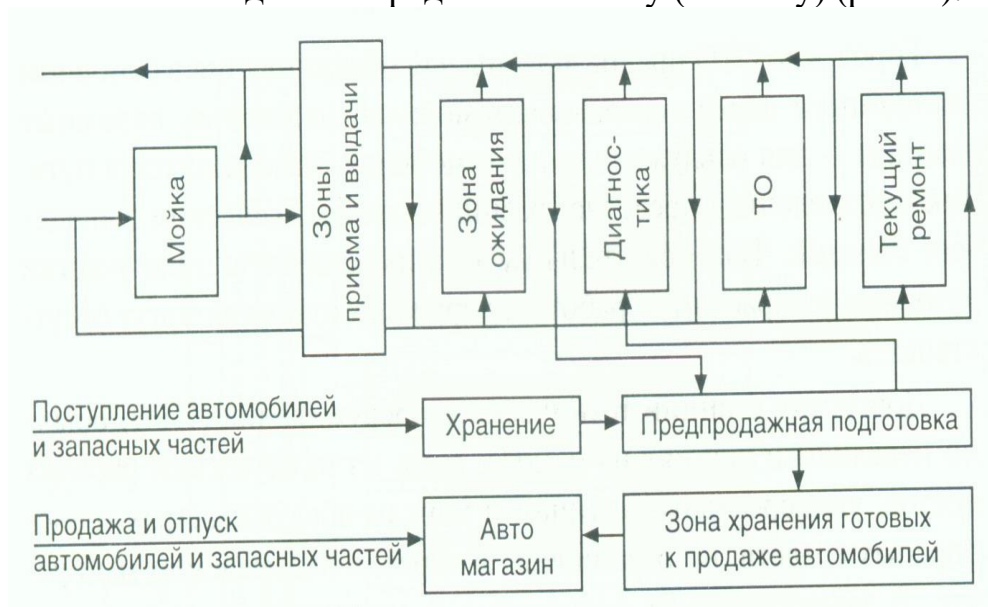 Мойка
Зоны
приема и выдачи
Зона
ожидания
Диагнос-
тика
ТО
Текущий
ремонт
Поступление автомобилей
и запасных частей
Хранение
Предпродажная подготовка
Продажа и отпуск
автомобилей и запасных частей
Авто
магазин
Зона хранения готовых
к продаже автомобилей